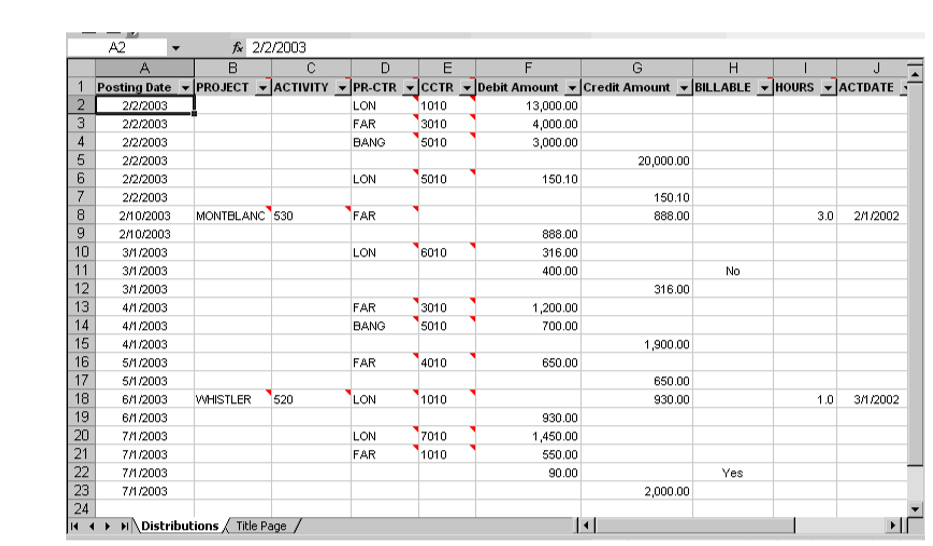 A2 fx 2/2/2003
A B C D E F G H I J
1 Posting Date PROJECT ACTIVITY PR-CTR CCTR Debit Amount Credit Amount BILLABLE HOURS ACTDATE
2 2/2/2003 LON 1010 13,000.00
3 2/2/2003 FAR 3010 4,000.00
4 2/2/2003 BANG 5010 3,000.00
5 2/2/2003 20,000.00
6 2/2/2003 LON 5010 150.10
7 2/2/2003 150.10
8 2/10/2003 MONTBLANC 530 FAR 888.00 3.0 2/1/2002
9 2/10/2003 888.00
10 3/1/2003 LON 6010 316.00
11 3/1/2003 400.00 No
12 3/1/2003 316.00
13 4/1/2003 FAR 3010 1,200.00
14 4/1/2003 BANG 5010 700.00
15 4/1/2003 1,900.00
16 5/1/2003 FAR 4010 650.00
17 5/1/2003 650.00
18 6/1/2003 WHISTLER 520 LON 1010 930.00 1.0 3/1/2002
19 6/1/2003 930.00
20 7/1/2003 LON 7010 1,450.00
21 7/1/2003 FAR 1010 550.00
22 7/1/2003 90.00 Yes
23 7/1/2003 2,000.00
24
Distributions Title Page